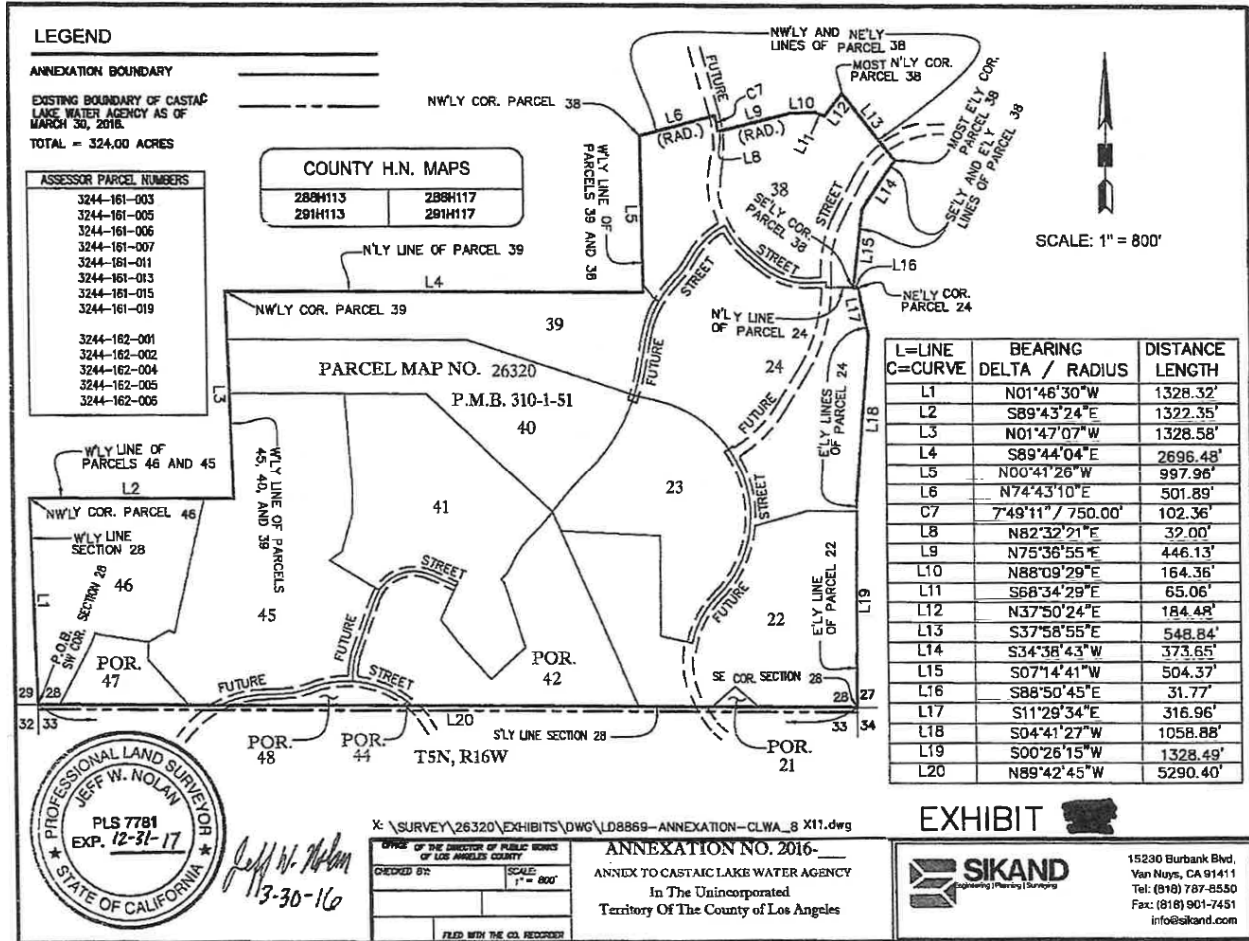 LEGEND
ANNEXATION BOUNDARY
EXISTING BOUNDARY OF CASTAC
LAKE WATER AGENCY AS OF
MARCH 30, 2016.
TOTAL = 324.00 ACRES
ASSESSOR PARCEL NUMBERS
3244-161-003
3244-161-005
3244-161-006
3244-161-007
3244-161-011
3244-161-013
3244-161-015
3244-161-019
3244-162-001
3244-162-002
3244-162-004
3244-162-005
3244-162-006
COUNTY H.N. MAPS
288H113 288H117
291H113 291H117
NW'LY COR. PARCEL 38
NW'LY AND NE'LY
LINES OF PARCEL 38
MOST N'LY COR.
PARCEL 38
MOST E'LY COR.
PARCEL 38
SE'LY AND E'LY
LINES OF PARCEL 38
FUTURE
C7
L6
(RAD.)
L9
(RAD.)
L10
L11
L12
L13
L8
L14
L15
L16
L17
38
SE'LY COR.
PARCEL 38
STREET
STREET
NE'LY COR.
PARCEL 24
N'LY LINE
OF PARCEL 24
W'LY LINE OF
PARCELS 39 AND 38
L5
N'LY LINE OF PARCEL 39
L4
NW'LY COR. PARCEL 39
39
STREET
FUTURE
24
FUTURE
E'LY LINES
OF PARCEL 24
L18
PARCEL MAP NO. 26320
P.M.B. 310-1-51
40
L3
W'LY LINE OF
PARCELS 46 AND 45
L2
NW'LY COR. PARCEL 46
W'LY LINE
SECTION 28
W'LY LINE OF PARCELS
45, 40, AND 39
41
23
STREET
FUTURE
22
E'LY LINE
OF PARCEL 22
L19
L1
P.O.B.
SW COR. SECTION 28
46
45
POR.
47
STREET
FUTURE
FUTURE
STREET
POR.
42
SE COR. SECTION 28
29 28
32 33
28 27
33 34
L20
S'LY LINE SECTION 28
POR.
48
POR.
44
T5N, R16W
POR.
21
SCALE: 1" = 800'
L=LINE C=CURVE BEARING DELTA / RADIUS DISTANCE LENGTH
L1 N01°46'30"W 1328.32'
L2 S89°43'24"E 1322.35'
L3 N01°47'07"W 1328.58'
L4 S89°44'04"E 2696.48'
L5 N00°41'26"W 997.96'
L6 N74°43'10"E 501.89'
C7 7°49'11" / 750.00' 102.36'
L8 N82°32'21"E 32.00'
L9 N75°36'55"E 446.13'
L10 N88°09'29"E 164.36'
L11 S68°34'29"E 65.06'
L12 N37°50'24"E 184.48'
L13 S37°58'55"E 548.84'
L14 S34°38'43"W 373.65'
L15 S07°14'41"W 504.37'
L16 S88°50'45"E 31.77'
L17 S11°29'34"E 316.96'
L18 S04°41'27"W 1058.88'
L19 S00°26'15"W 1328.49'
L20 N89°42'45"W 5290.40'
PROFESSIONAL LAND SURVEYOR
JEFF W. NOLAN
PLS 7781
EXP. 12-31-17
STATE OF CALIFORNIA
Jeff W. Nolan
3-30-16
X: \SURVEY\26320\EXHIBITS\DWG\LD8869-ANNEXATION-CLWA_8 X11.dwg
OFFICE OF THE DIRECTOR OF PUBLIC WORKS
OF LOS ANGELES COUNTY
CHECKED BY:
SCALE:
1" = 800'
FILED WITH THE CO. RECORDER
ANNEXATION NO. 2016-__
ANNEX TO CASTAIC LAKE WATER AGENCY
In The Unincorporated
Territory Of The County of Los Angeles
EXHIBIT
SIKAND
Engineering | Planning | Surveying
15230 Burbank Blvd,
Van Nuys, CA 91411
Tel: (818) 787-8550
Fax: (818) 901-7451
info@sikand.com